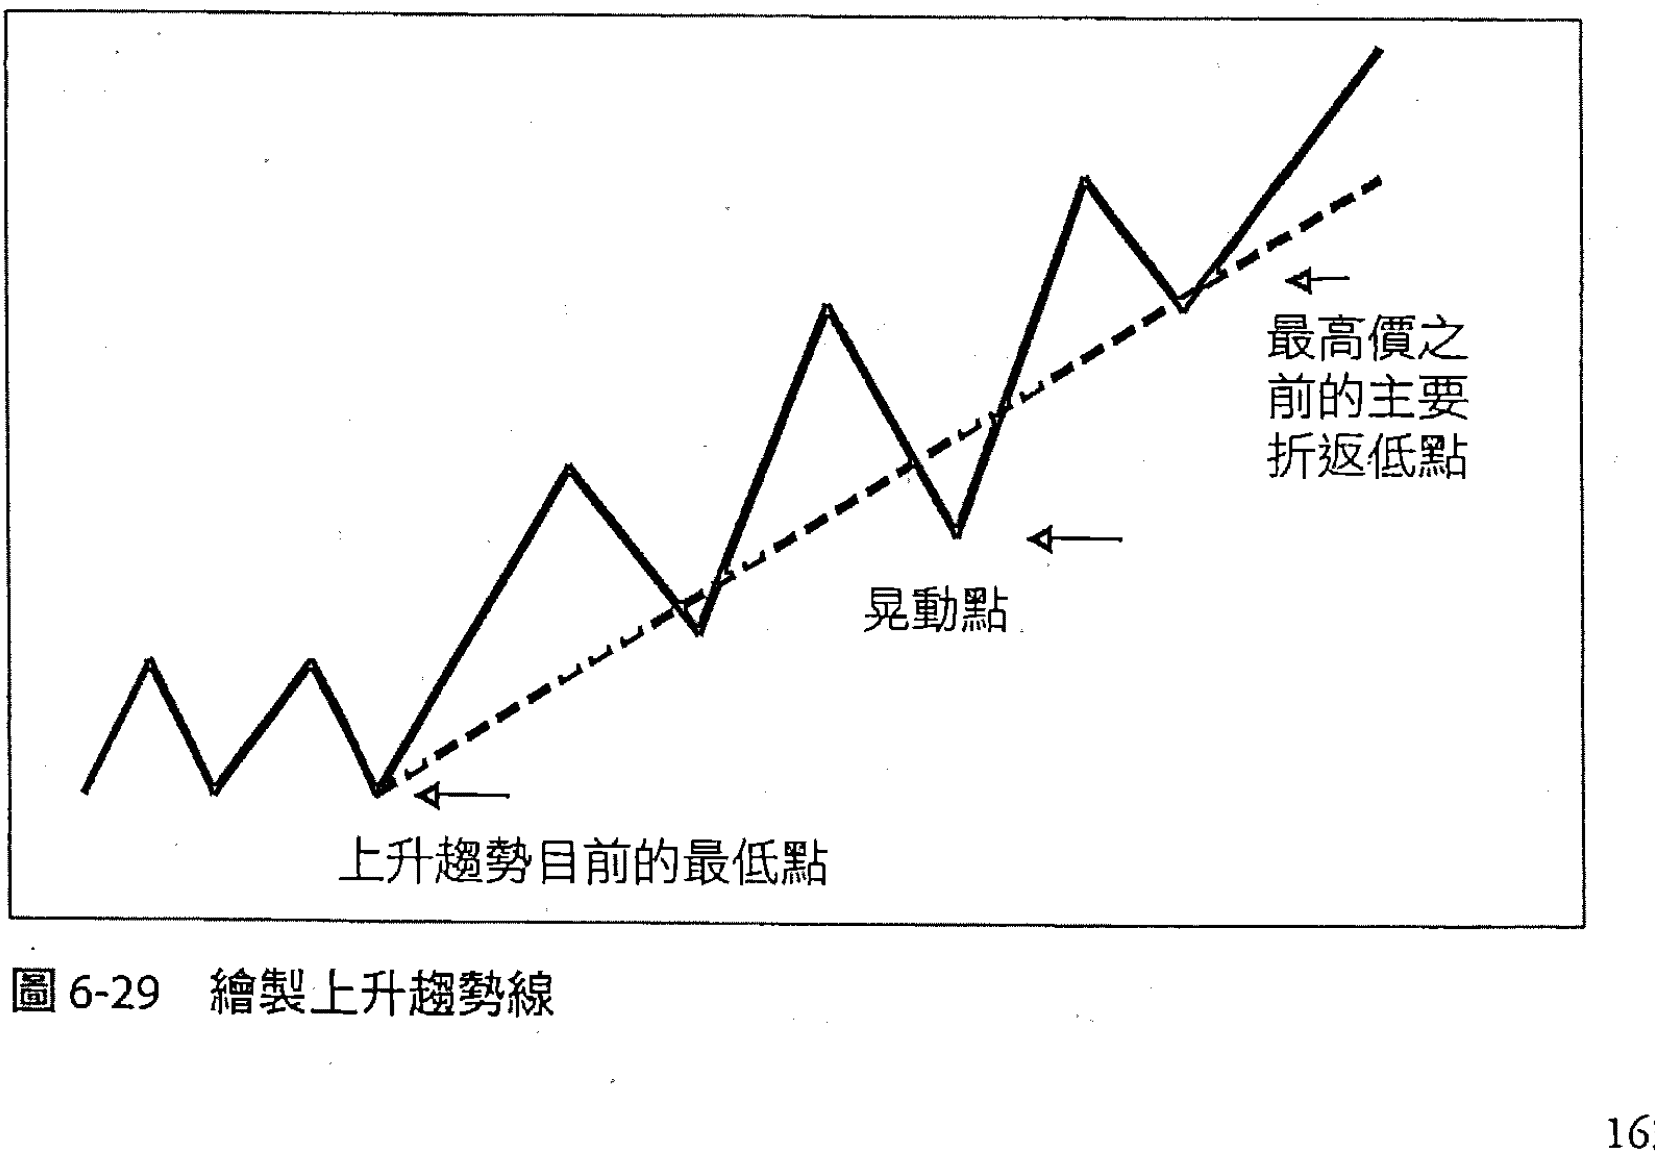 最高價之
前的主要
折返低點
晃動點
上升趨勢目前的最低點
圖 6-29 繪製上升趨勢線
16